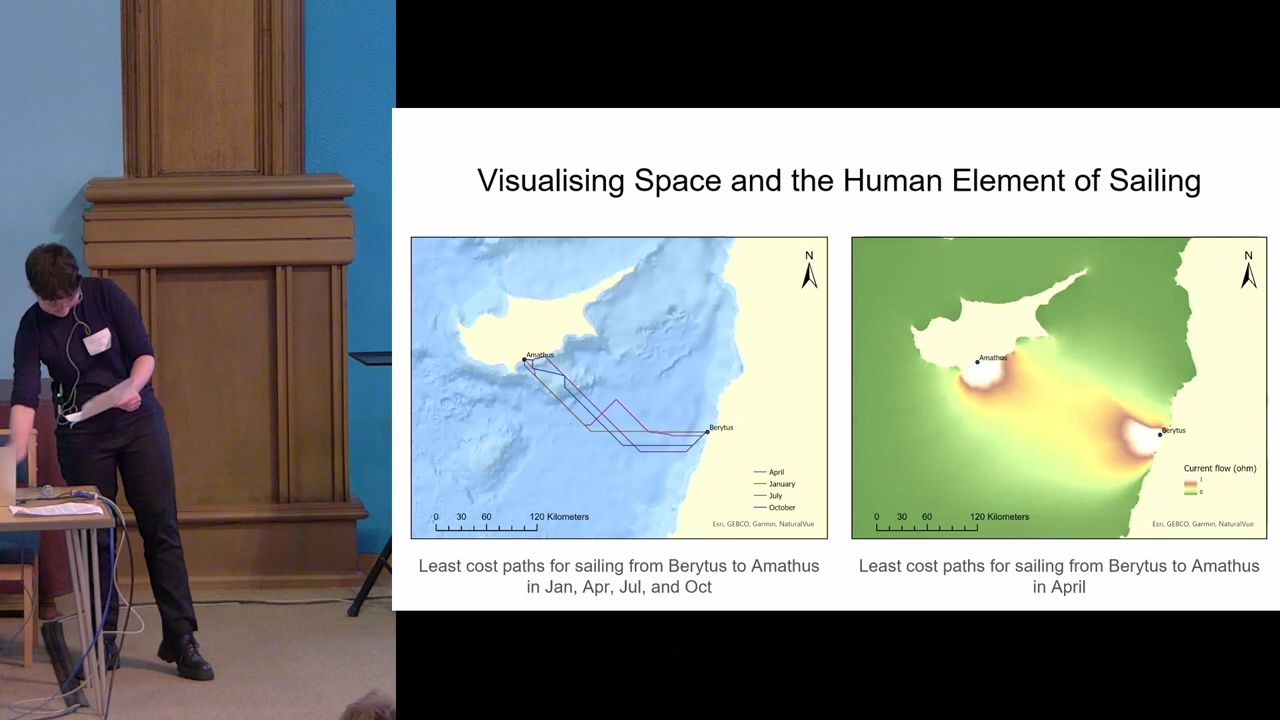 Visualising Space and the Human Element of Sailing
N
Amathus
Berytus
April
January
July
October
0 30 60 120 Kilometers
Esri, GEBCO, Garmin, NaturalVue
Least cost paths for sailing from Berytus to Amathus
in Jan, Apr, Jul, and Oct
N
Amathus
Berytus
Current flow (ohm)
1
0
0 30 60 120 Kilometers
Esri, GEBCO, Garmin, NaturalVue
Least cost paths for sailing from Berytus to Amathus
in April